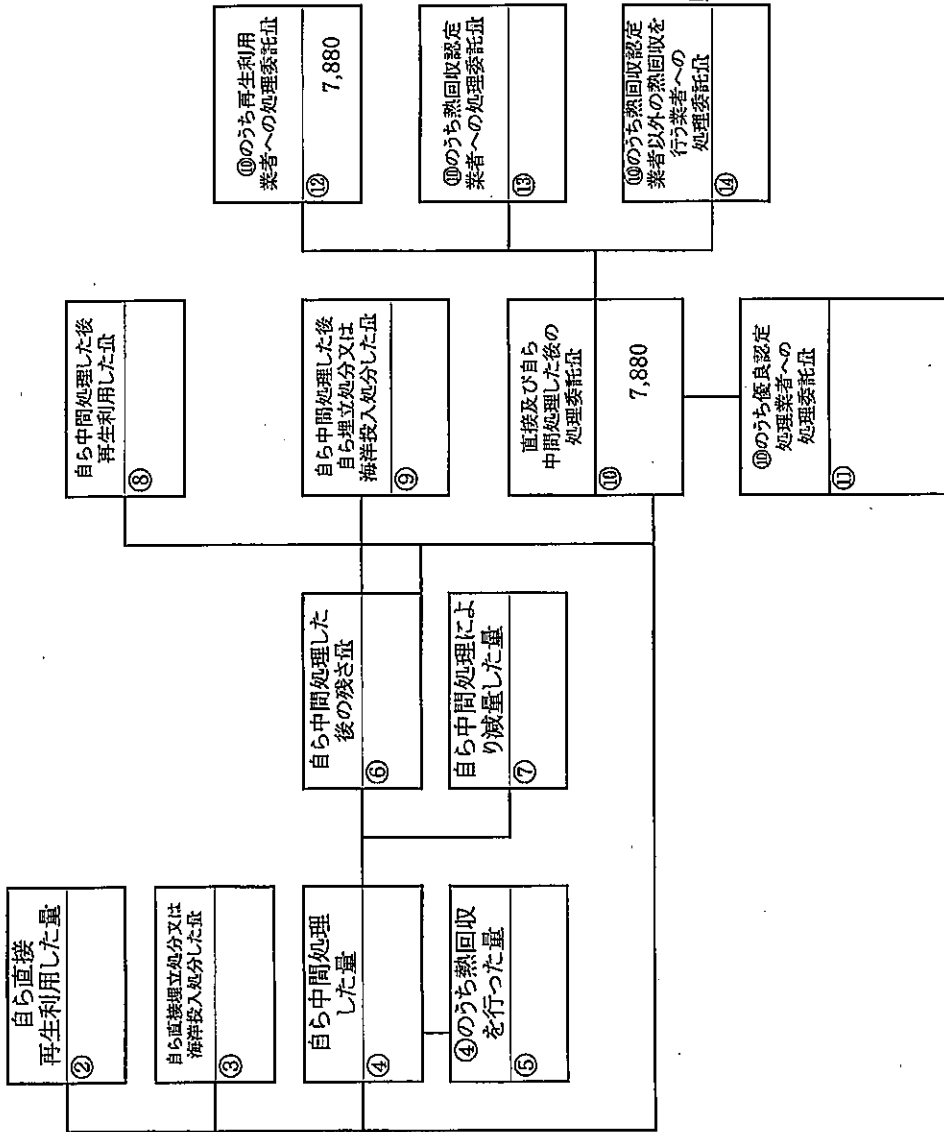 自ら直接
再生利用した量
②
自ら直接埋立処分又は
海洋投入処分した量
③
自ら中間処理
した量
④
④のうち熱回収
を行った量
⑤
自ら中間処理した
後の残さ量
⑥
自ら中間処理によ
り減量した量
⑦
自ら中間処理した後
再生利用した量
⑧
自ら中間処理した後
自ら埋立処分又は
海洋投入処分した量
⑨
直接及び自ら
中間処理した後の
処理委託量
⑩
7,880
⑩のうち優良認定
処理業者への
処理委託量
⑪
⑩のうち再生利用
業者への処理委託量
⑫
7,880
⑩のうち熱回収認定
業者への処理委託量
⑬
⑩のうち熱回収認定
業者以外の熱回収を
行う業者への
処理委託量
⑭